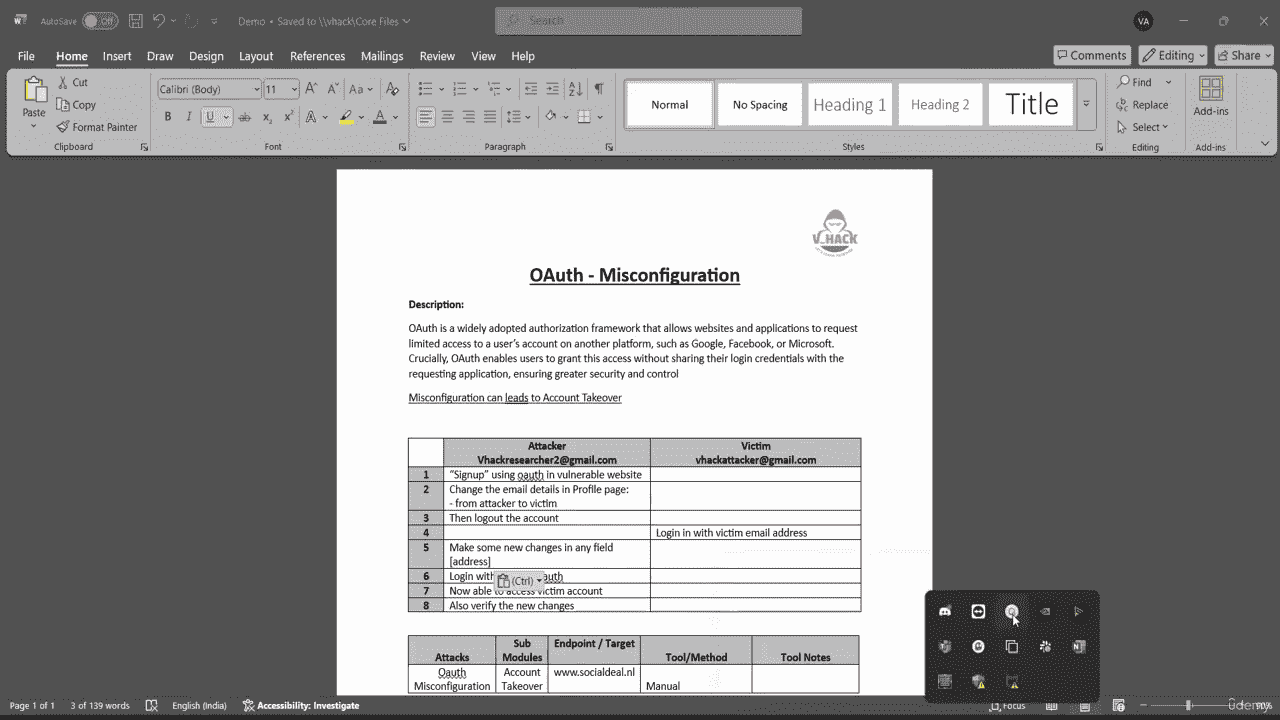 AutoSave Off Demo • Saved to \\vhack\Core Files Search VA
File Home Insert Draw Design Layout References Mailings Review View Help Comments Editing Share
Paste Cut Copy Format Painter
Calibri (Body) 11
Normal No Spacing Heading 1 Heading 2 Title
Find Replace Select Add-ins
Clipboard Font Paragraph Styles Editing Add-ins
V_HACK
OAuth - Misconfiguration
Description:
OAuth is a widely adopted authorization framework that allows websites and applications to request
limited access to a user's account on another platform, such as Google, Facebook, or Microsoft.
Crucially, OAuth enables users to grant this access without sharing their login credentials with the
requesting application, ensuring greater security and control
Misconfiguration can leads to Account Takeover
Attacker Victim
Vhackresearcher2@gmail.com vhackattacker@gmail.com
1 "Signup" using oauth in vulnerable website
2 Change the email details in Profile page:
- from attacker to victim
3 Then logout the account
4 Login in with victim email address
5 Make some new changes in any field
[address]
6 Login with (Ctrl) auth
7 Now able to access victim account
8 Also verify the new changes
Attacks Sub Modules Endpoint / Target Tool/Method Tool Notes
Oauth Misconfiguration Account Takeover www.socialdeal.nl Manual
Page 1 of 1 3 of 139 words English (India) Accessibility: Investigate Focus
Udemy